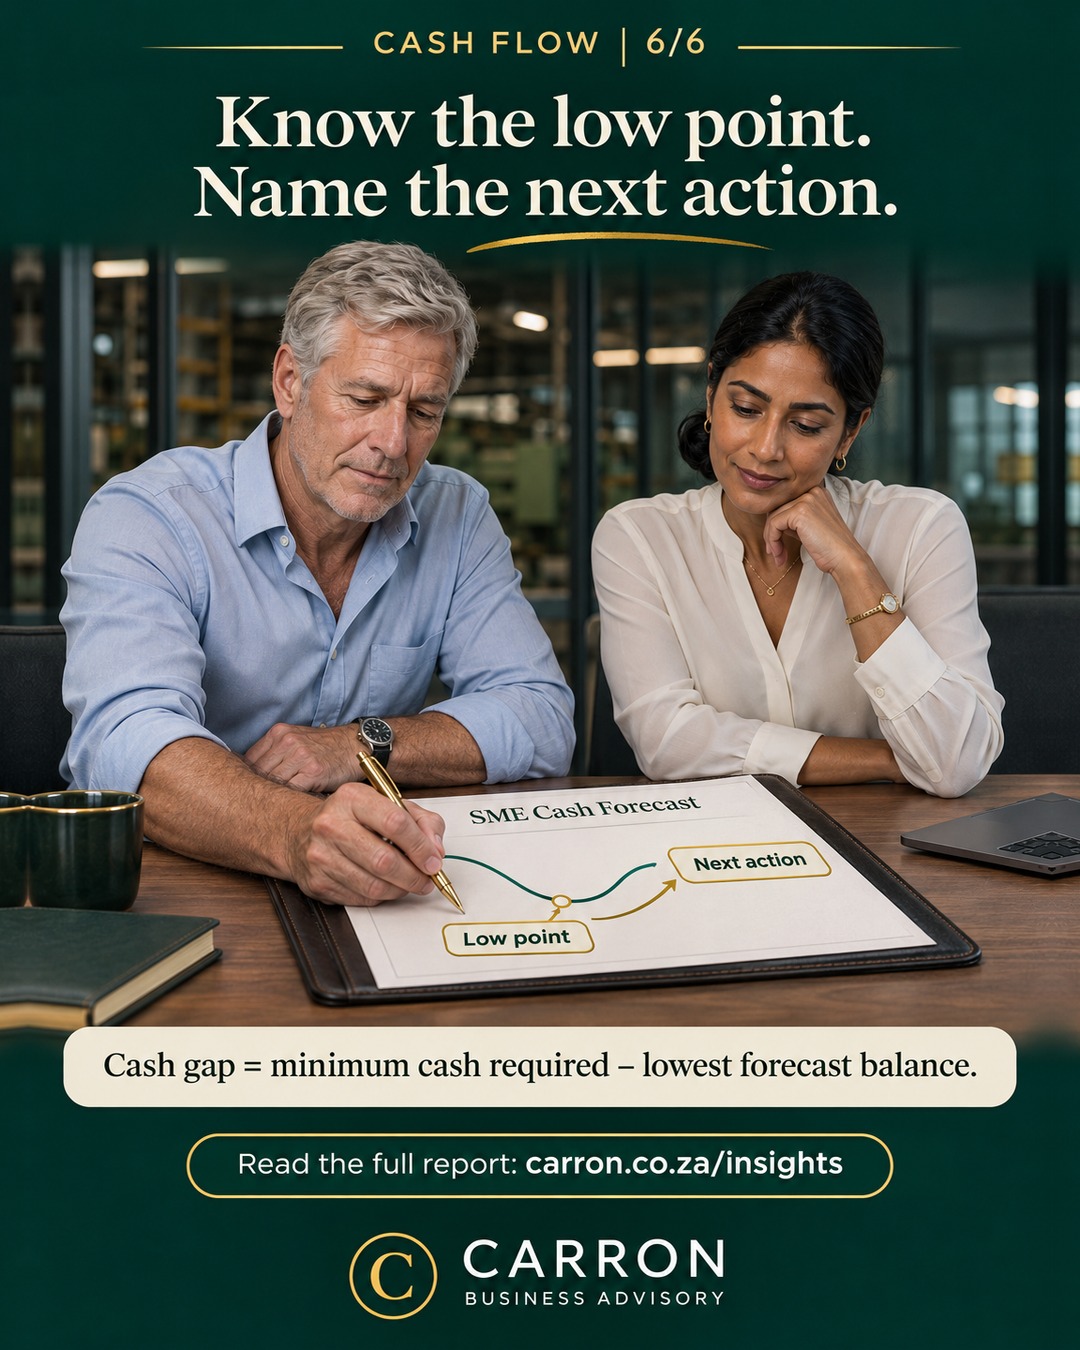 CASH FLOW | 6/6
Know the low point.
Name the next action.
SME Cash Forecast
Next action
Low point
Cash gap = minimum cash required – lowest forecast balance.
Read the full report: carron.co.za/insights
C
CARRON
BUSINESS ADVISORY